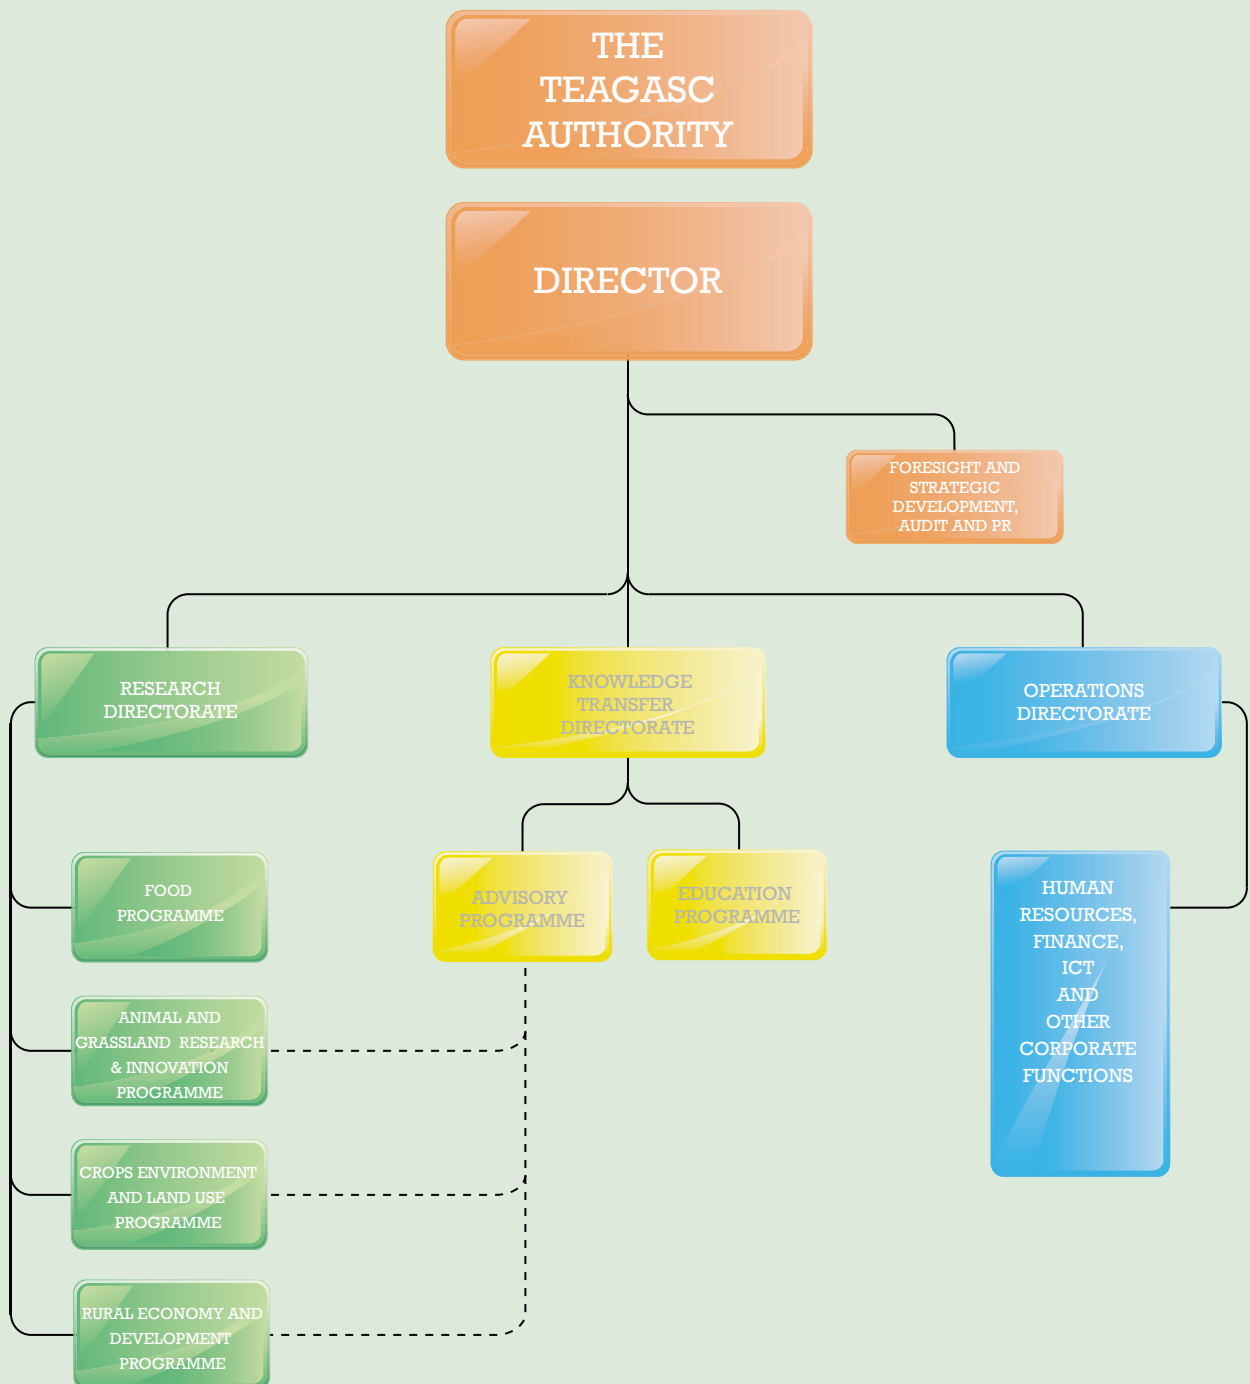 THE
TEAGASC
AUTHORITY
DIRECTOR
FORESIGHT AND
STRATEGIC
DEVELOPMENT,
AUDIT AND PR
RESEARCH
DIRECTORATE
KNOWLEDGE
TRANSFER
DIRECTORATE
OPERATIONS
DIRECTORATE
FOOD
PROGRAMME
ADVISORY
PROGRAMME
EDUCATION
PROGRAMME
HUMAN
RESOURCES,
FINANCE,
ICT
AND
OTHER
CORPORATE
FUNCTIONS
ANIMAL AND
GRASSLAND RESEARCH
& INNOVATION
PROGRAMME
CROPS ENVIRONMENT
AND LAND USE
PROGRAMME
RURAL ECONOMY AND
DEVELOPMENT
PROGRAMME